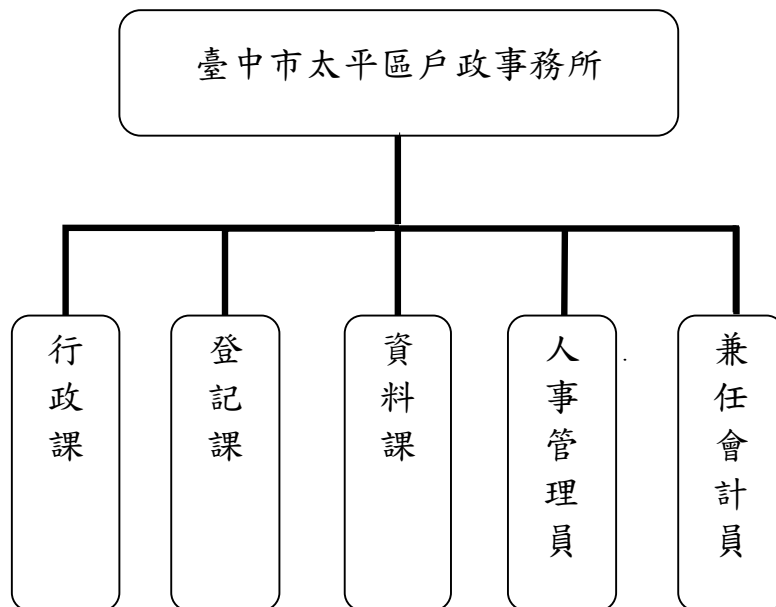 臺中市太平區戶政事務所
行政課
登記課
資料課
人事管理員
兼任會計員